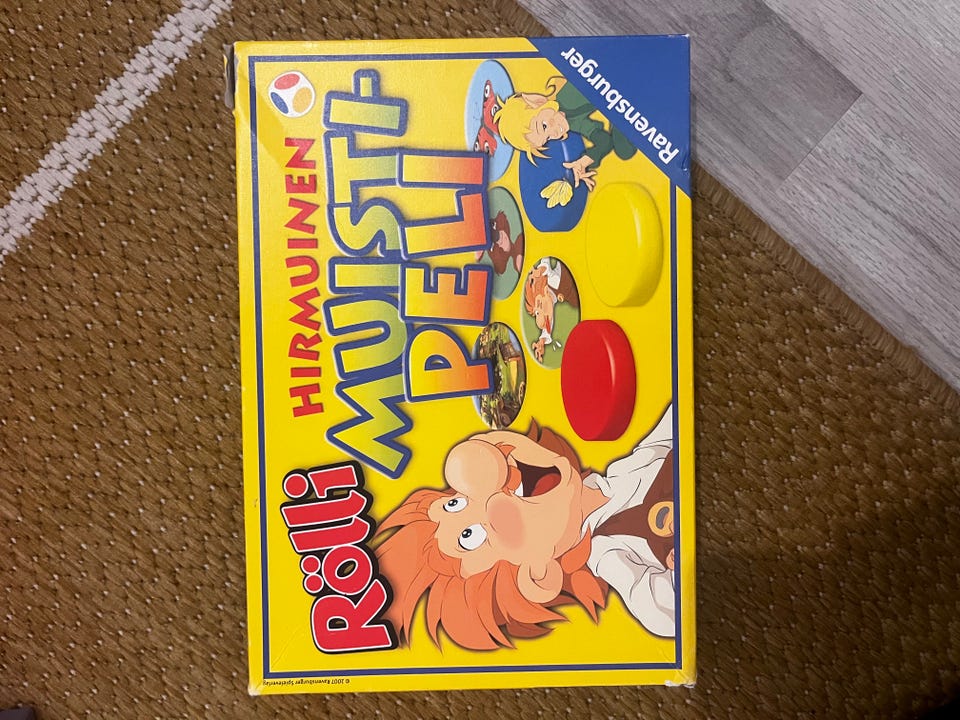 Rölli
HIRMUINEN
MUISTI-
PELI
Ravensburger
© 2007 Ravensburger Spieleverlag